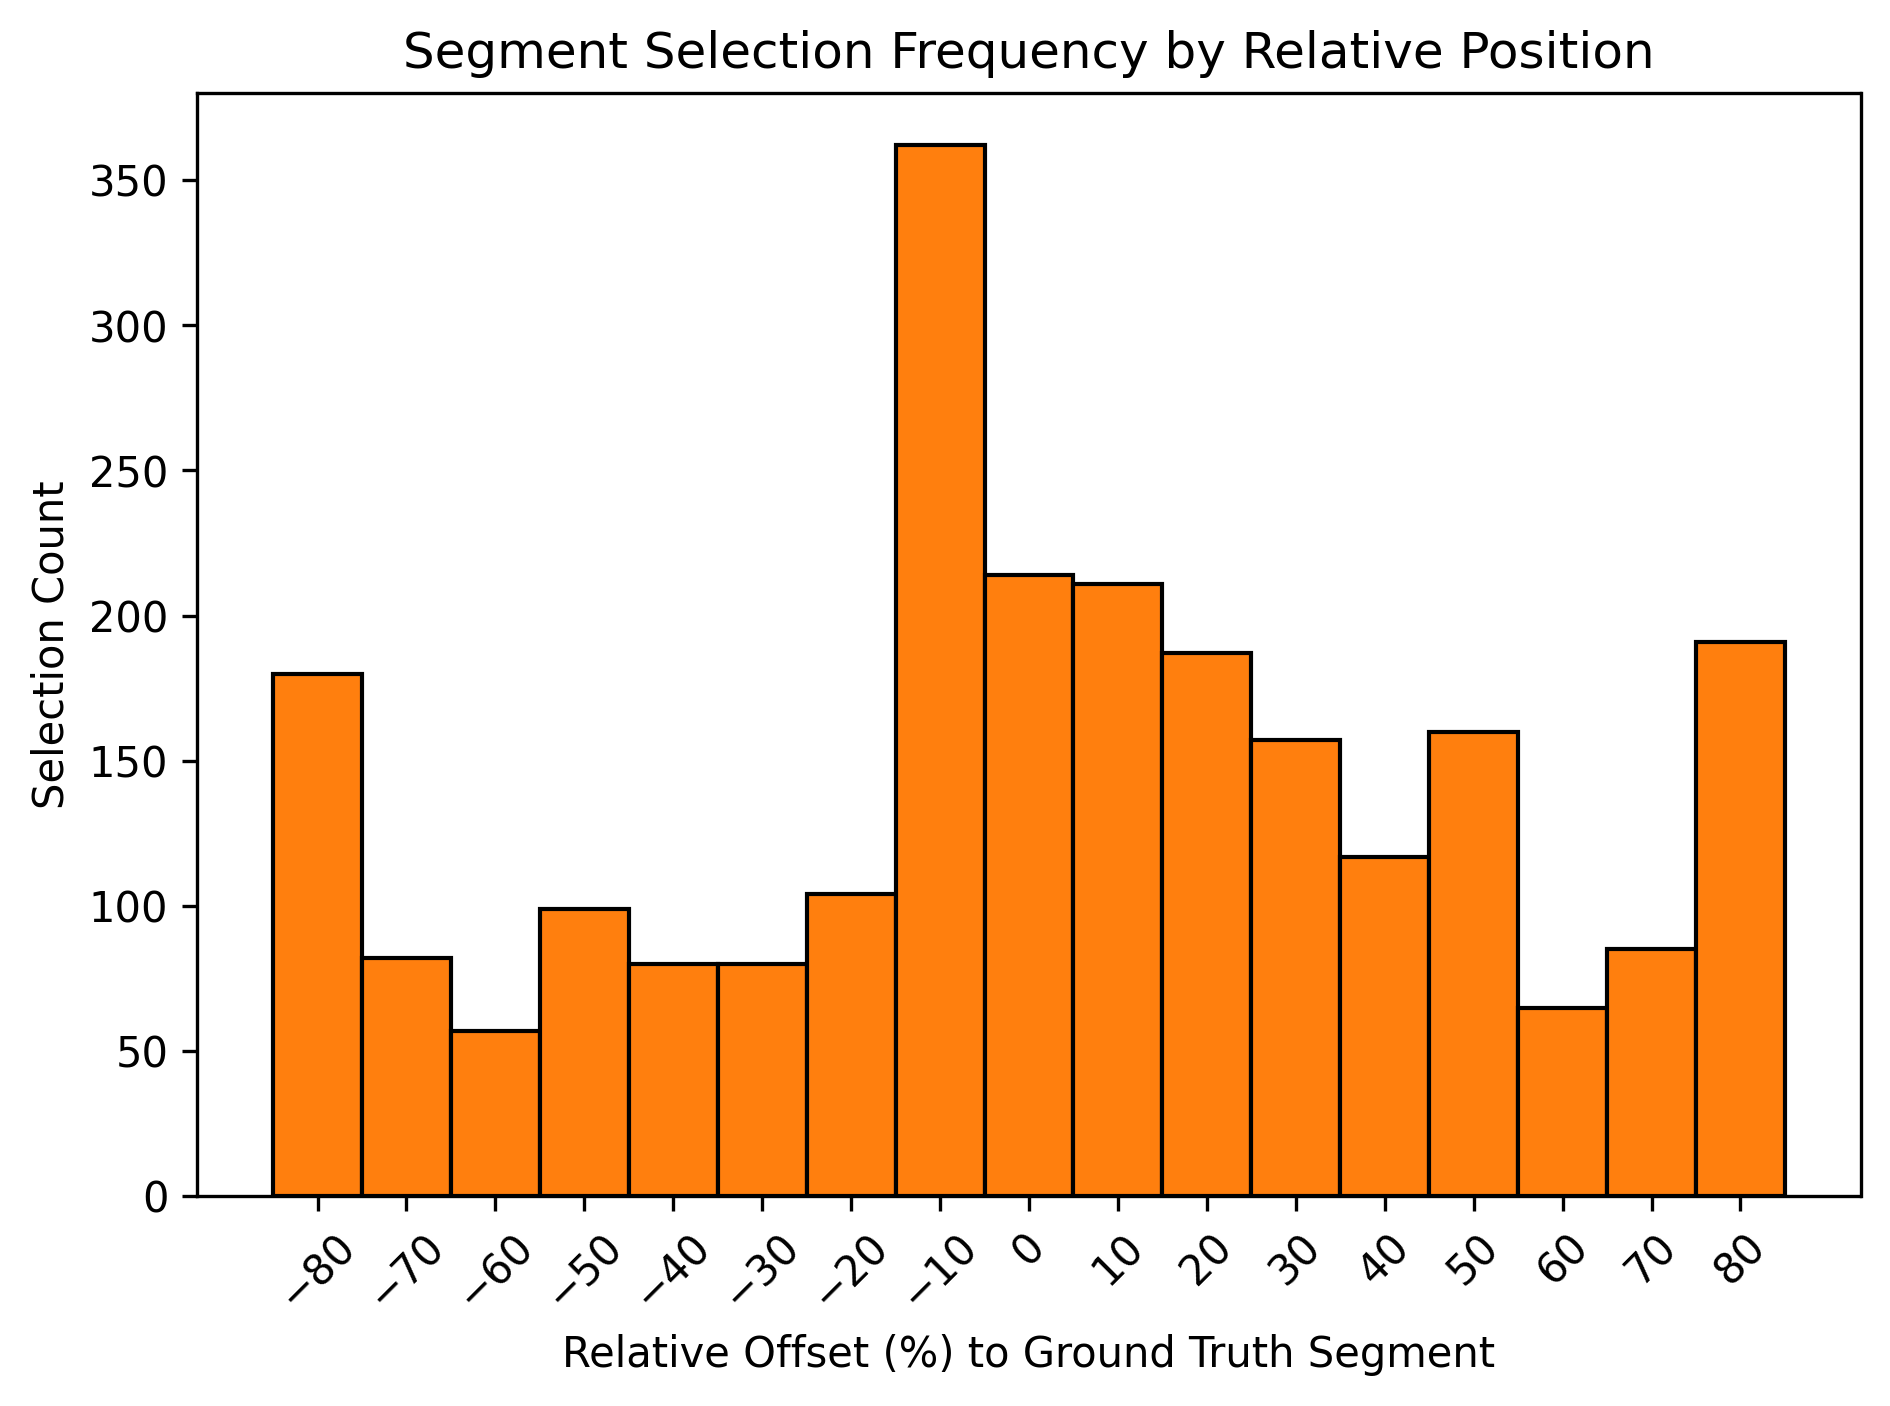 Segment Selection Frequency by Relative Position
Selection Count
350
300
250
200
150
100
50
0
−80 −70 −60 −50 −40 −30 −20 −10 0 10 20 30 40 50 60 70 80
Relative Offset (%) to Ground Truth Segment